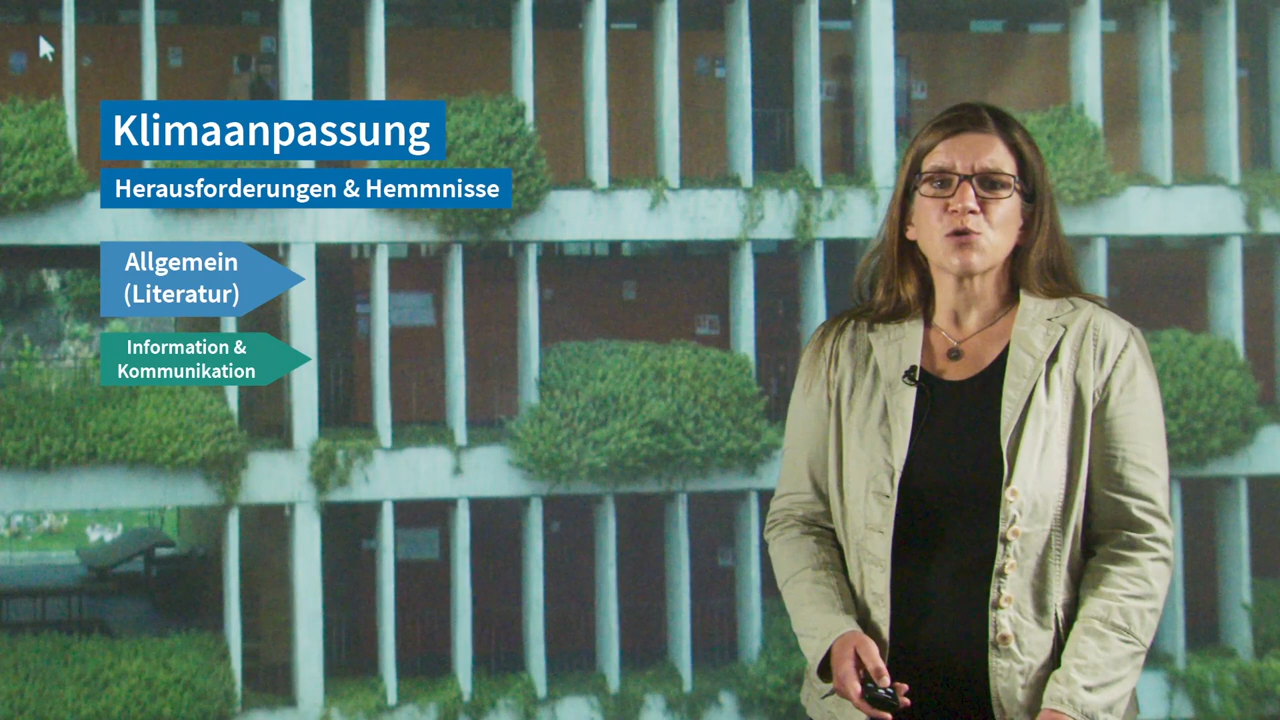 Klimaanpassung
Herausforderungen & Hemmnisse
Allgemein
(Literatur)
Information &
Kommunikation